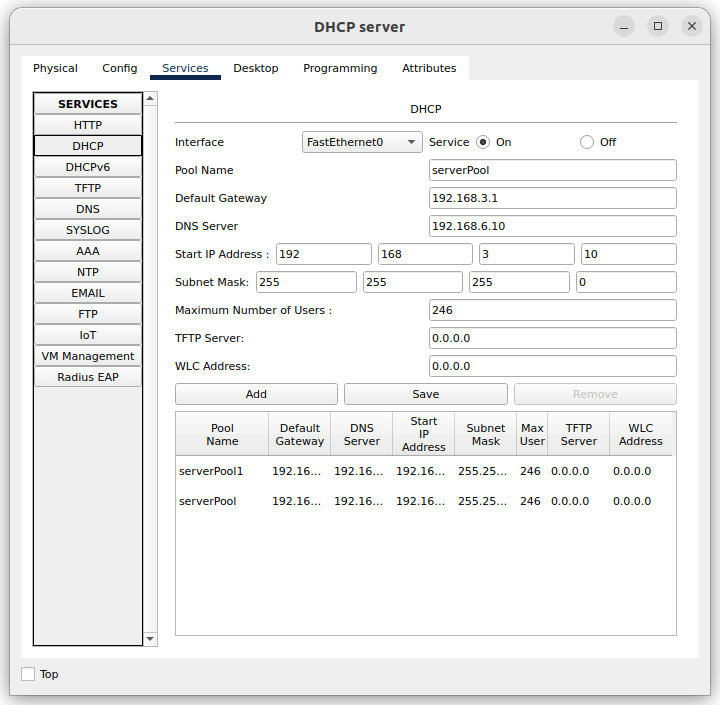 DHCP server
Physical Config Services Desktop Programming Attributes
SERVICES
HTTP
DHCP
DHCPv6
TFTP
DNS
SYSLOG
AAA
NTP
EMAIL
FTP
IoT
VM Management
Radius EAP
DHCP
Interface FastEthernet0 Service On Off
Pool Name serverPool
Default Gateway 192.168.3.1
DNS Server 192.168.6.10
Start IP Address : 192 168 3 10
Subnet Mask: 255 255 255 0
Maximum Number of Users : 246
TFTP Server: 0.0.0.0
WLC Address: 0.0.0.0
Add Save Remove
Pool Name Default Gateway DNS Server Start IP Address Subnet Mask Max User TFTP Server WLC Address
serverPool1 192.16... 192.16... 192.16... 255.25... 246 0.0.0.0 0.0.0.0
serverPool 192.16... 192.16... 192.16... 255.25... 246 0.0.0.0 0.0.0.0
Top